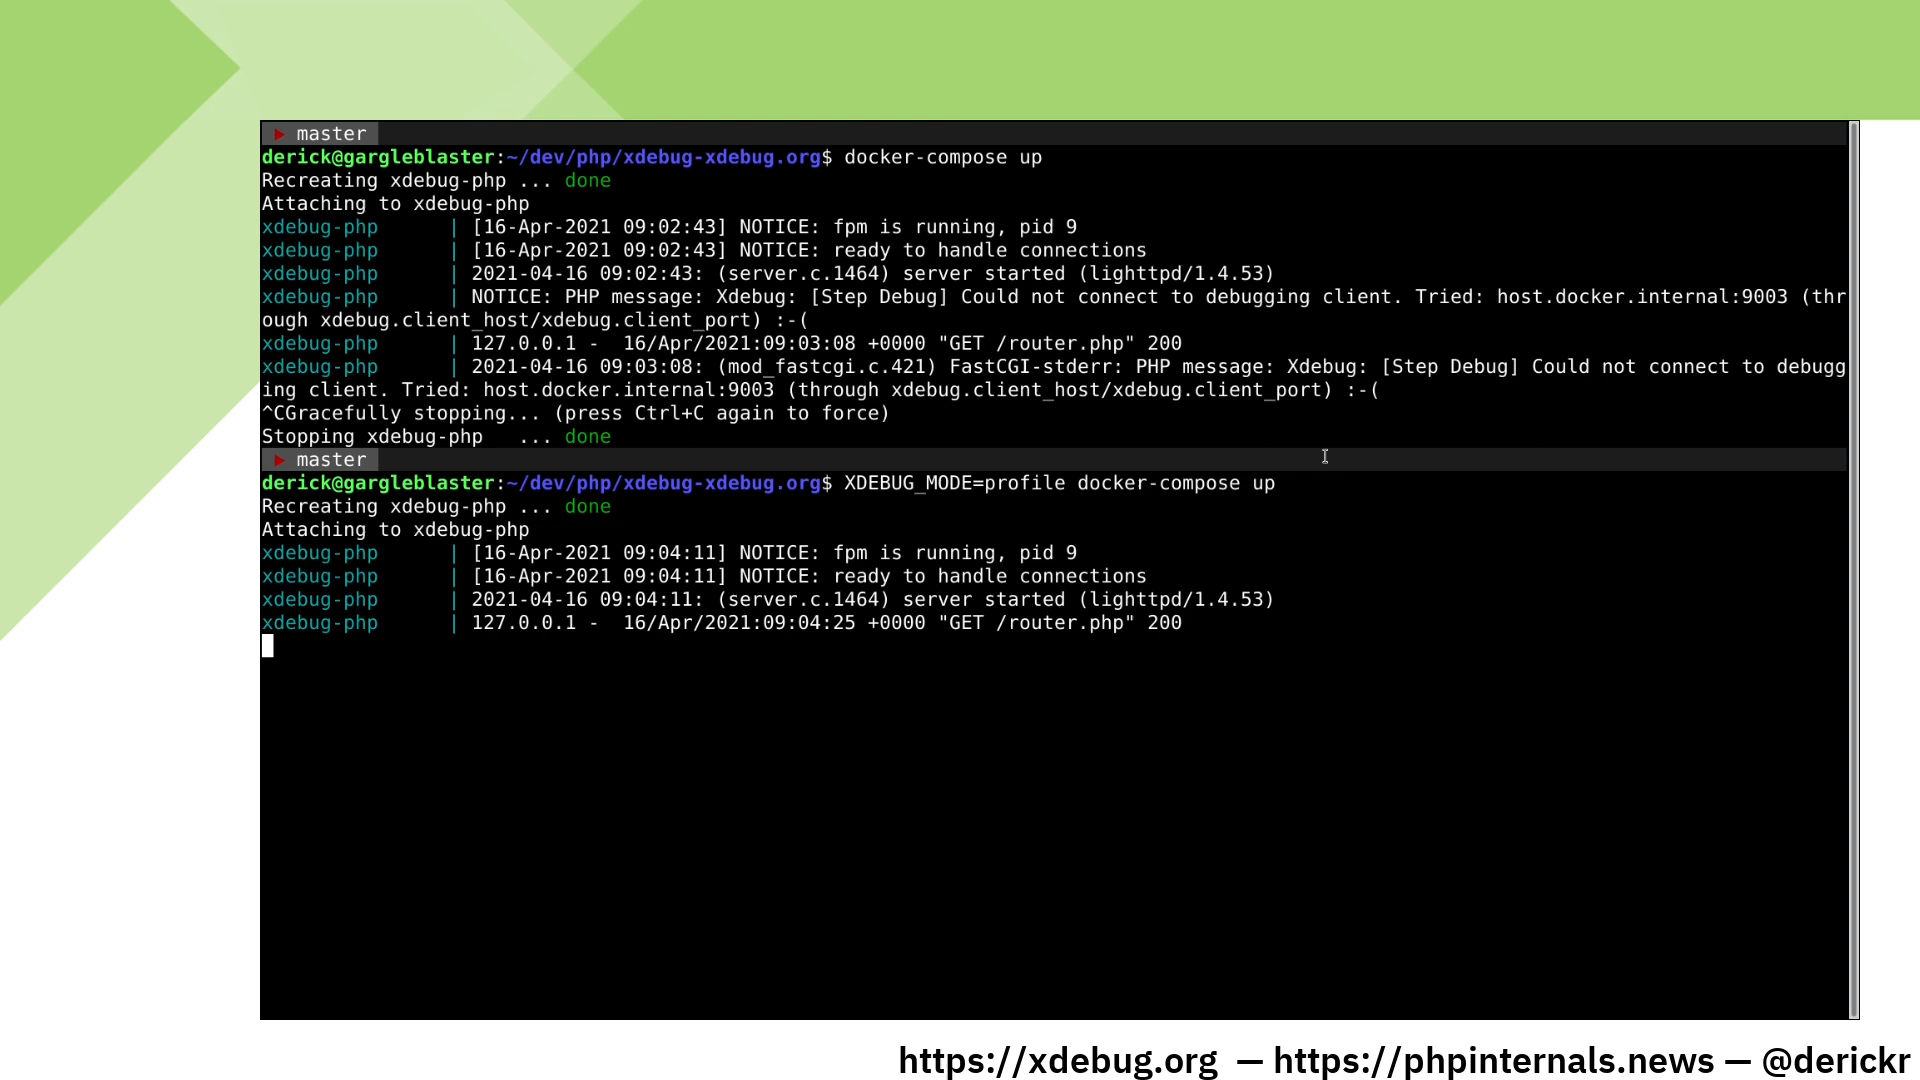 ▶ master
derick@gargleblaster:~/dev/php/xdebug-xdebug.org$ docker-compose up
Recreating xdebug-php ... done
Attaching to xdebug-php
xdebug-php      | [16-Apr-2021 09:02:43] NOTICE: fpm is running, pid 9
xdebug-php      | [16-Apr-2021 09:02:43] NOTICE: ready to handle connections
xdebug-php      | 2021-04-16 09:02:43: (server.c.1464) server started (lighttpd/1.4.53)
xdebug-php      | NOTICE: PHP message: Xdebug: [Step Debug] Could not connect to debugging client. Tried: host.docker.internal:9003 (thr
ough xdebug.client_host/xdebug.client_port) :-(
xdebug-php      | 127.0.0.1 -  16/Apr/2021:09:03:08 +0000 "GET /router.php" 200
xdebug-php      | 2021-04-16 09:03:08: (mod_fastcgi.c.421) FastCGI-stderr: PHP message: Xdebug: [Step Debug] Could not connect to debugg
ing client. Tried: host.docker.internal:9003 (through xdebug.client_host/xdebug.client_port) :-(
^CGracefully stopping... (press Ctrl+C again to force)
Stopping xdebug-php   ... done
▶ master
derick@gargleblaster:~/dev/php/xdebug-xdebug.org$ XDEBUG_MODE=profile docker-compose up
Recreating xdebug-php ... done
Attaching to xdebug-php
xdebug-php      | [16-Apr-2021 09:04:11] NOTICE: fpm is running, pid 9
xdebug-php      | [16-Apr-2021 09:04:11] NOTICE: ready to handle connections
xdebug-php      | 2021-04-16 09:04:11: (server.c.1464) server started (lighttpd/1.4.53)
xdebug-php      | 127.0.0.1 -  16/Apr/2021:09:04:25 +0000 "GET /router.php" 200
https://xdebug.org — https://phpinternals.news — @derickr